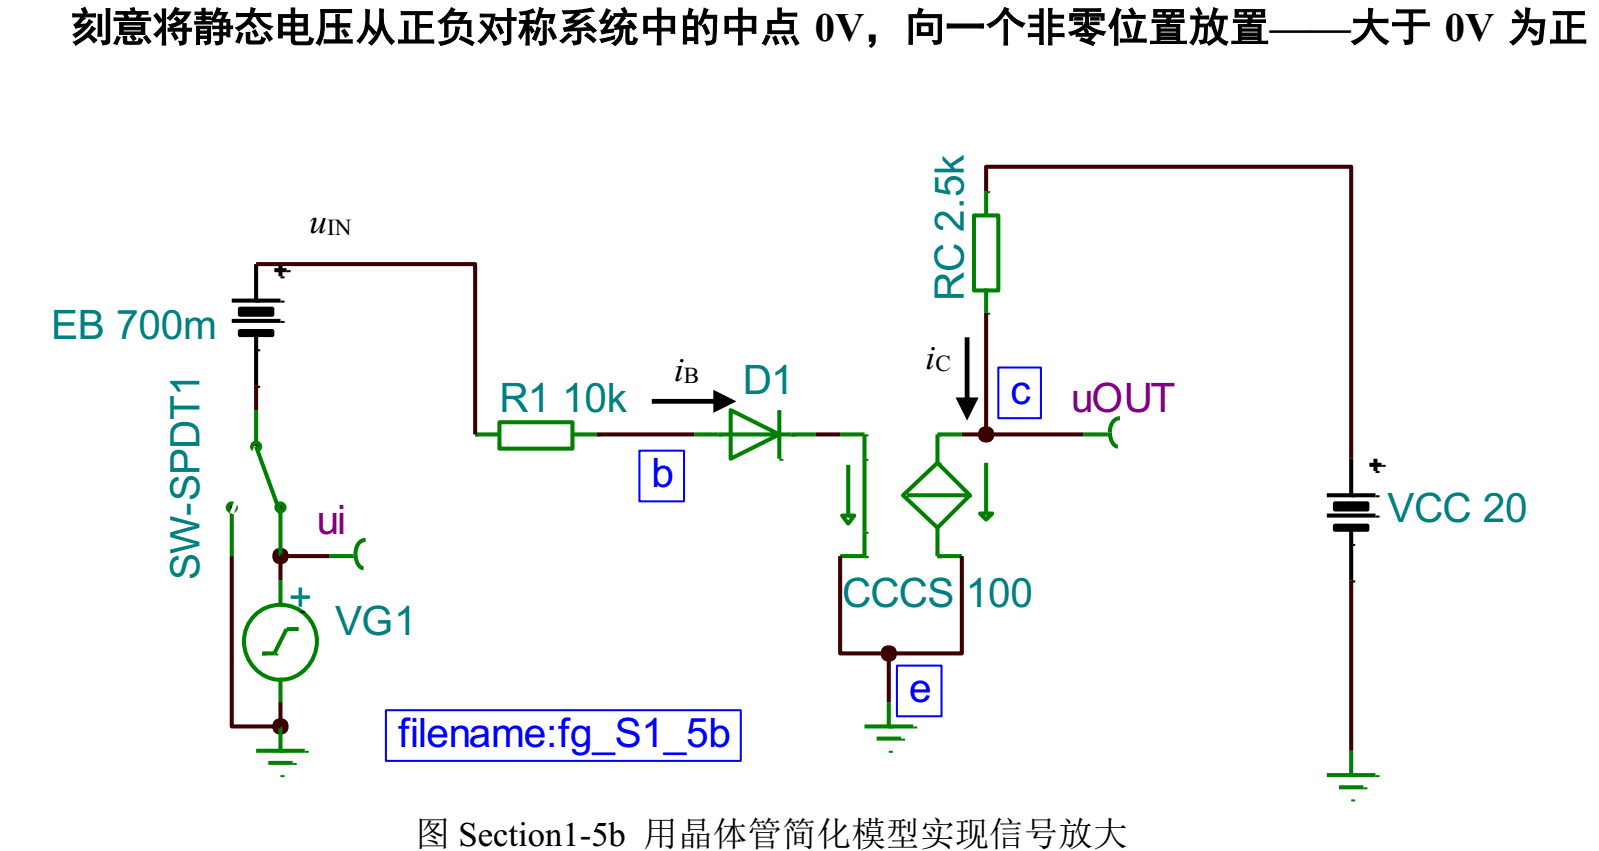 刻意将静态电压从正负对称系统中的中点 0V，向一个非零位置放置——大于 0V 为正
uIN
EB 700m
SW-SPDT1
ui
VG1
R1 10k
iB
D1
b
RC 2.5k
iC
c
uOUT
CCCS 100
e
VCC 20
filename:fg_S1_5b
图 Section1-5b 用晶体管简化模型实现信号放大